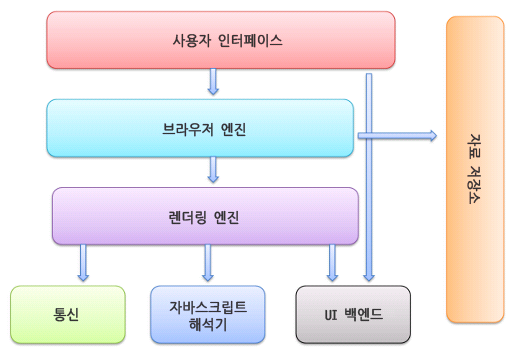 사용자 인터페이스
브라우저 엔진
자료 저장소
렌더링 엔진
통신
자바스크립트
해석기
UI 백엔드